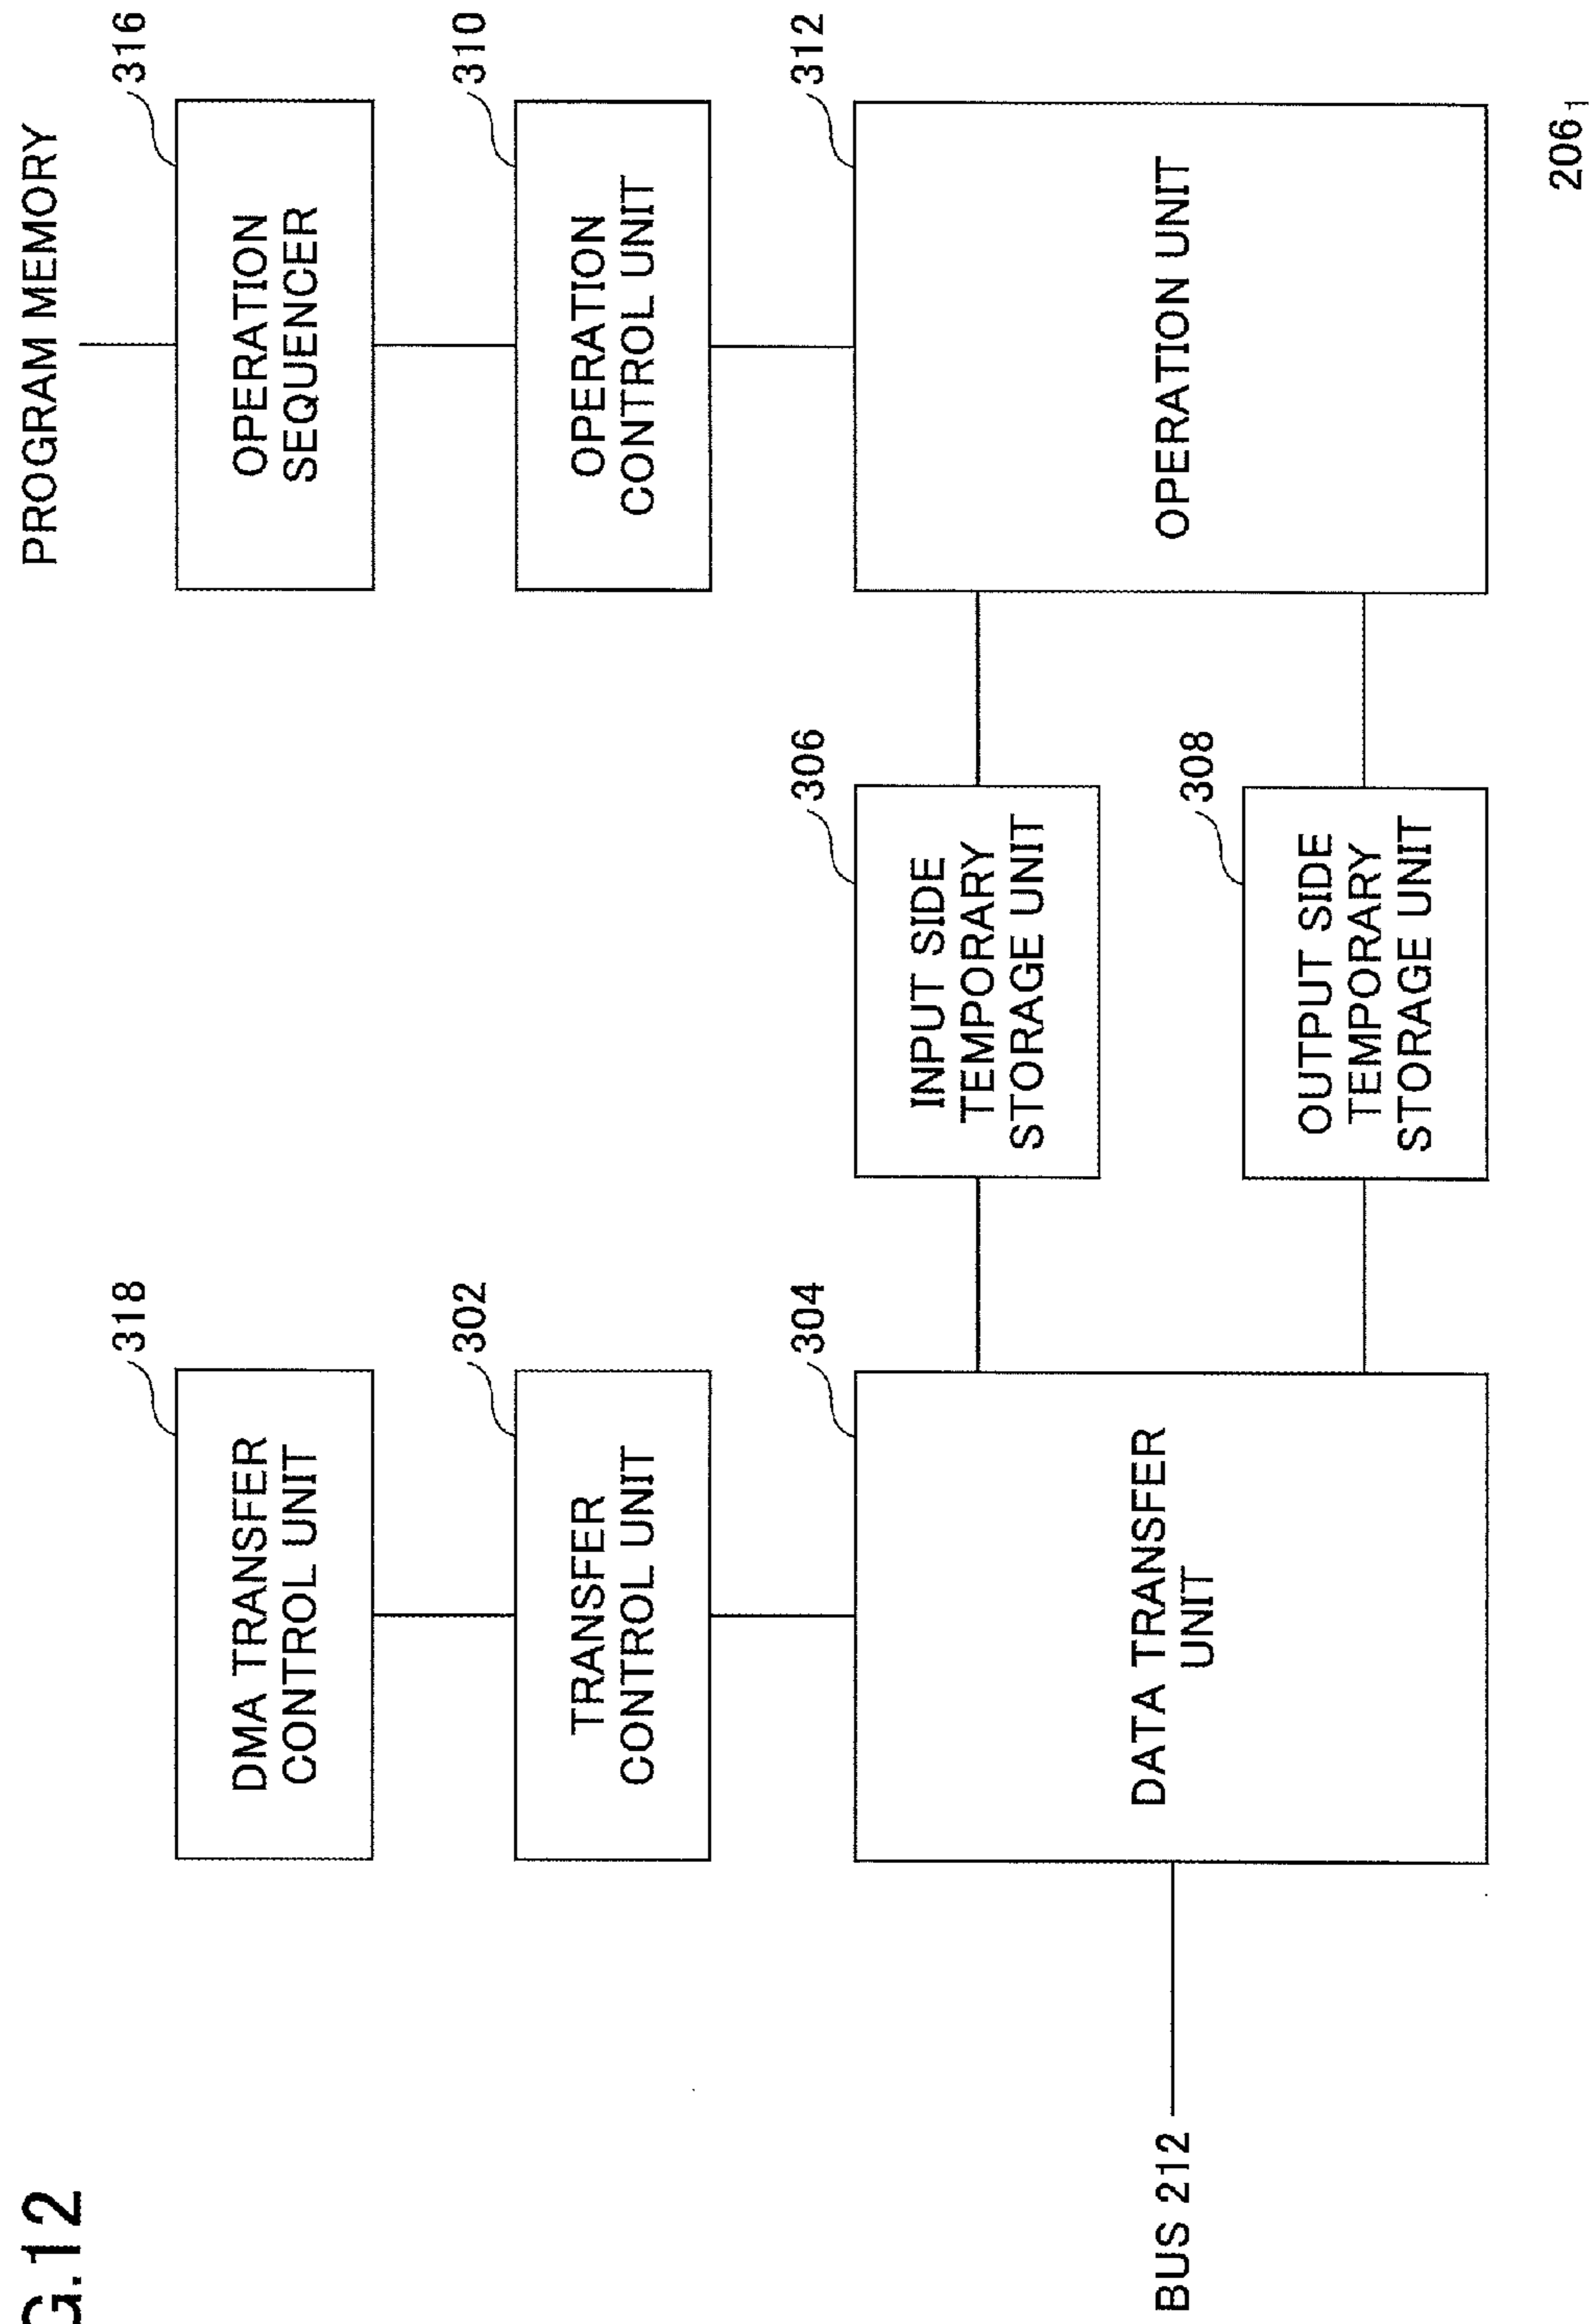 G.12
PROGRAM MEMORY
318
316
DMA TRANSFER
CONTROL UNIT
OPERATION
SEQUENCER
302
310
TRANSFER
CONTROL UNIT
OPERATION
CONTROL UNIT
304
306
312
INPUT SIDE
TEMPORARY
STORAGE UNIT
DATA TRANSFER
UNIT
BUS 212
OPERATION UNIT
308
OUTPUT SIDE
TEMPORARY
STORAGE UNIT
206₁